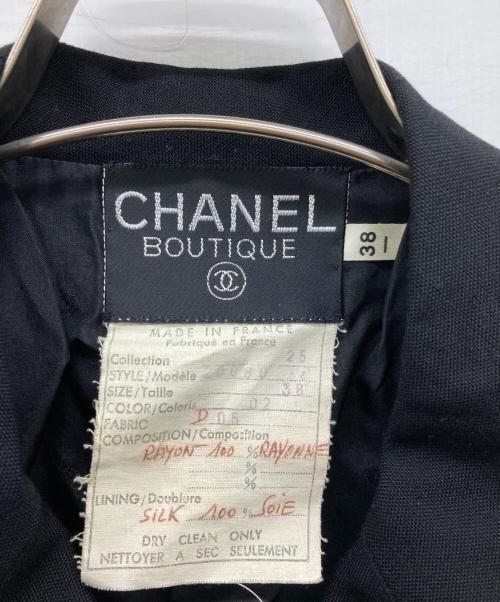 CHANEL
BOUTIQUE
38
I
MADE IN FRANCE
Fabriqué en France
Collection 25
STYLE/Modèle
SIZE/Taille 38
COLOR/Coloris 02
FABRIC D 05
COMPOSITION/Composition
RAYON 100 % RAYONNE
%
%
LINING/Doublure
SILK 100 % SOIE
DRY CLEAN ONLY
NETTOYER A SEC SEULEMENT